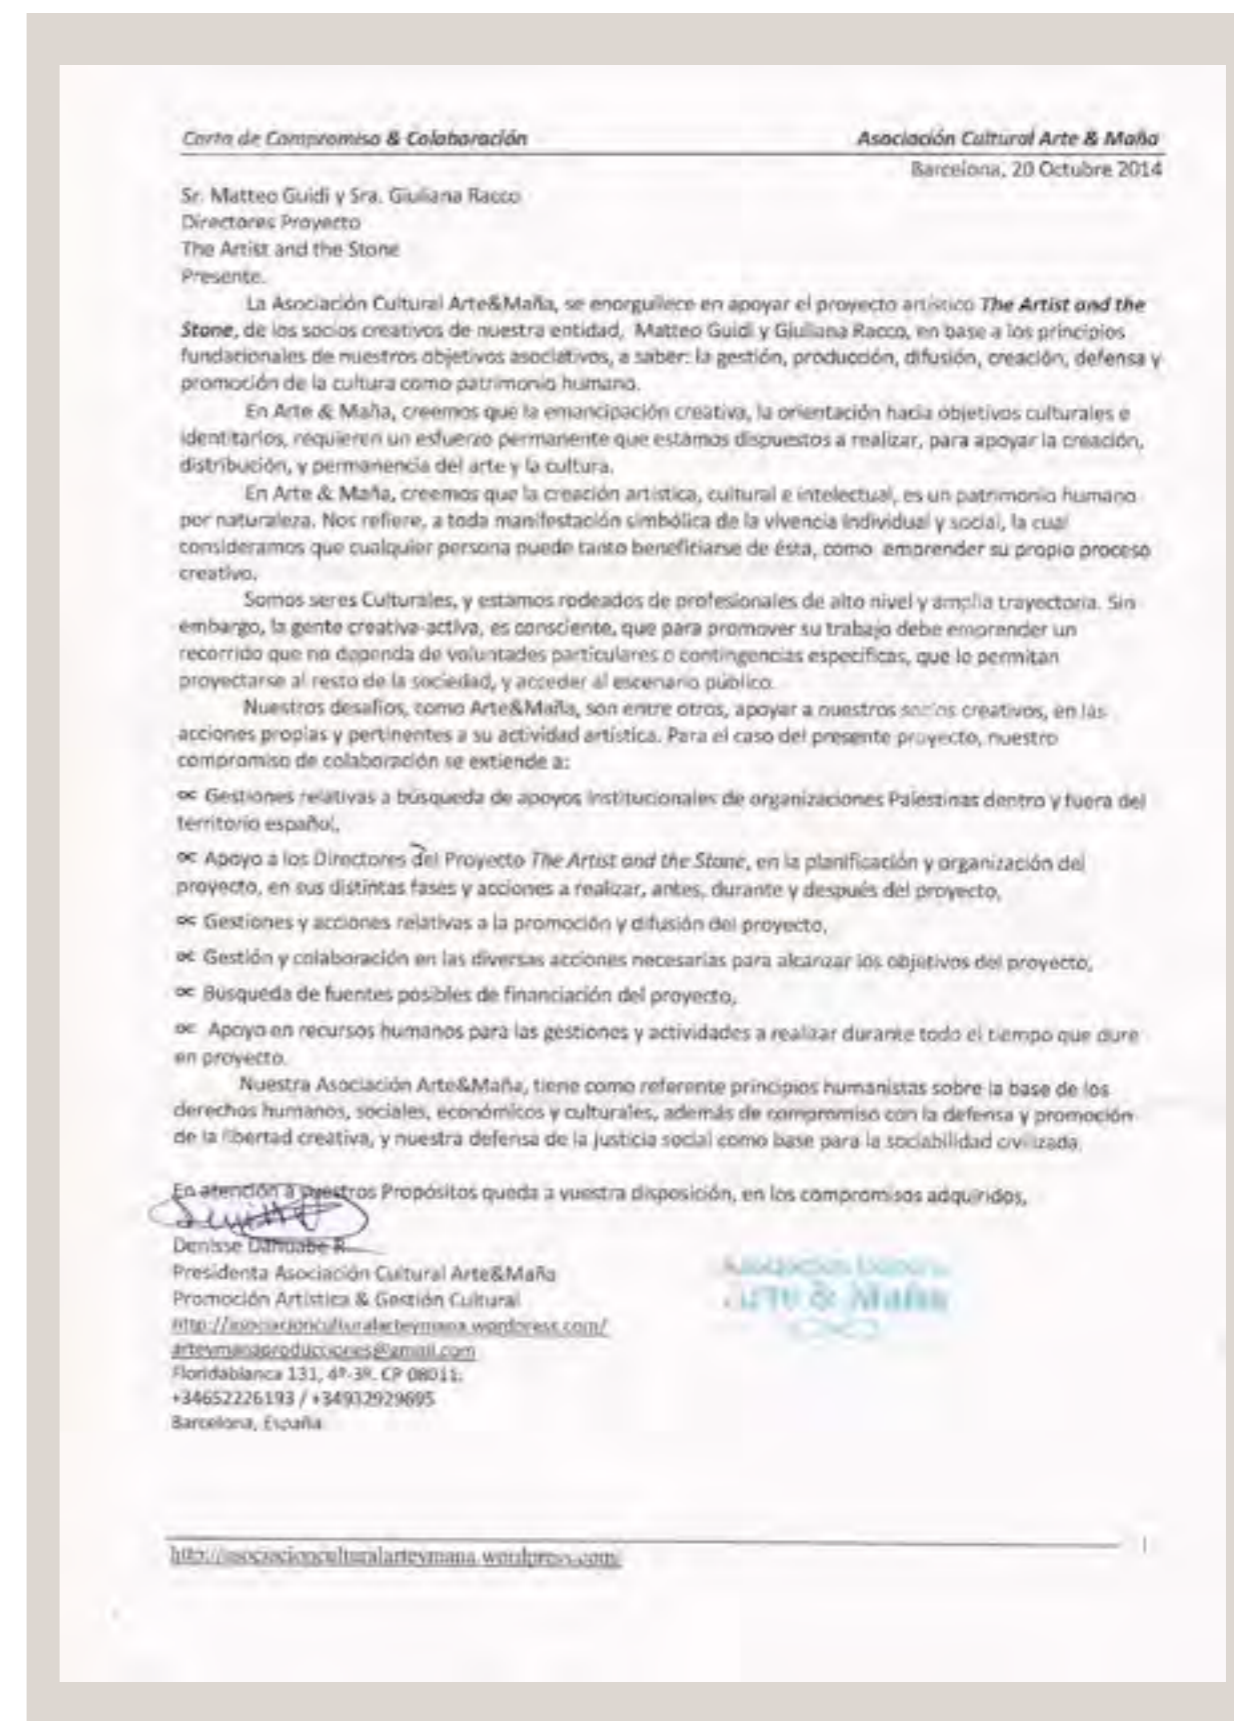 Carta de Compromiso & Colaboración
Asociación Cultural Arte & Maña
Barcelona, 20 Octubre 2014
Sr. Matteo Guidi y Sra. Giuliana Racco
Directores Proyecto
The Artist and the Stone
Presente.
La Asociación Cultural Arte&Maña, se enorgullece en apoyar el proyecto artístico The Artist and the
Stone, de los socios creativos de nuestra entidad, Matteo Guidi y Giuliana Racco, en base a los principios
fundacionales de nuestros objetivos asociativos, a saber: la gestión, producción, difusión, creación, defensa y
promoción de la cultura como patrimonio humano.
En Arte & Maña, creemos que la emancipación creativa, la orientación hacia objetivos culturales e
identitarios, requieren un esfuerzo permanente que estamos dispuestos a realizar, para apoyar la creación,
distribución, y permanencia del arte y la cultura.
En Arte & Maña, creemos que la creación artística, cultural e intelectual, es un patrimonio humano
por naturaleza. Nos refiere, a toda manifestación simbólica de la vivencia individual y social, la cual
consideramos que cualquier persona puede tanto beneficiarse de ésta, como emprender su propio proceso
creativo.
Somos seres Culturales, y estamos rodeados de profesionales de alto nivel y amplia trayectoria. Sin
embargo, la gente creativa-activa, es consciente, que para promover su trabajo debe emprender un
recorrido que no dependa de voluntades particulares o contingencias específicas, que lo permitan
proyectarse al resto de la sociedad, y acceder al escenario público.
Nuestros desafíos, como Arte&Maña, son entre otros, apoyar a nuestros socios creativos, en las
acciones propias y pertinentes a su actividad artística. Para el caso del presente proyecto, nuestro
compromiso de colaboración se extiende a:
∝ Gestiones relativas a búsqueda de apoyos institucionales de organizaciones Palestinas dentro y fuera del
territorio español,
∝ Apoyo a los Directores del Proyecto The Artist and the Stone, en la planificación y organización del
proyecto, en sus distintas fases y acciones a realizar, antes, durante y después del proyecto,
∝ Gestiones y acciones relativas a la promoción y difusión del proyecto,
∝ Gestión y colaboración en las diversas acciones necesarias para alcanzar los objetivos del proyecto,
∝ Búsqueda de fuentes posibles de financiación del proyecto,
∝ Apoyo en recursos humanos para las gestiones y actividades a realizar durante todo el tiempo que dure
en proyecto.
Nuestra Asociación Arte&Maña, tiene como referente principios humanistas sobre la base de los
derechos humanos, sociales, económicos y culturales, además de compromiso con la defensa y promoción
de la libertad creativa, y nuestra defensa de la justicia social como base para la sociabilidad civilizada.
En atención a nuestros Propósitos queda a vuestra disposición, en los compromisos adquiridos,
Denisse Dañuabe R.
Presidenta Asociación Cultural Arte&Maña
Promoción Artística & Gestión Cultural
http://asociacionculturalarteymana.wordpress.com/
arteymanaproducciones@gmail.com
Floridablanca 131, 4º-3ª. CP 08011.
+34652226193 / +34932929695
Barcelona, España
Arte & Maña
http://asociacionculturalarteymana.wordpress.com/
1